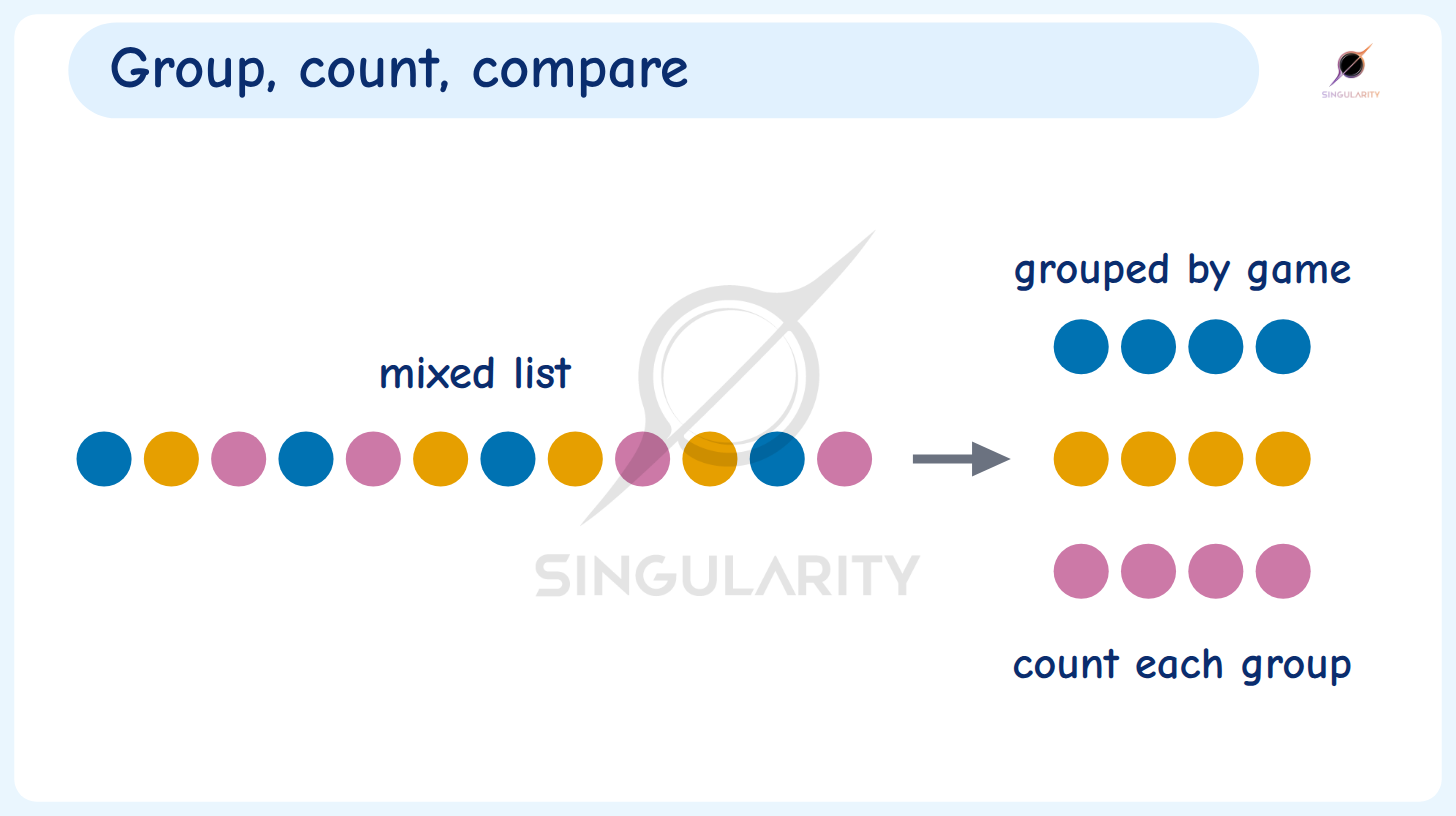 Group, count, compare
SINGULARITY
grouped by game
mixed list
SINGULARITY
count each group